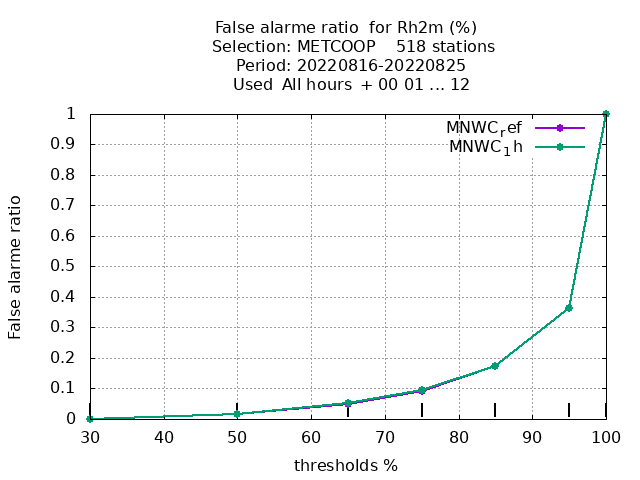 False alarme ratio  for Rh2m (%)
Selection: METCOOP    518 stations
Period: 20220816-20220825
Used  All hours  + 00 01 ... 12
MNWC_ref
MNWC_1h
False alarme ratio
1
0.9
0.8
0.7
0.6
0.5
0.4
0.3
0.2
0.1
0
30 40 50 60 70 80 90 100
thresholds %